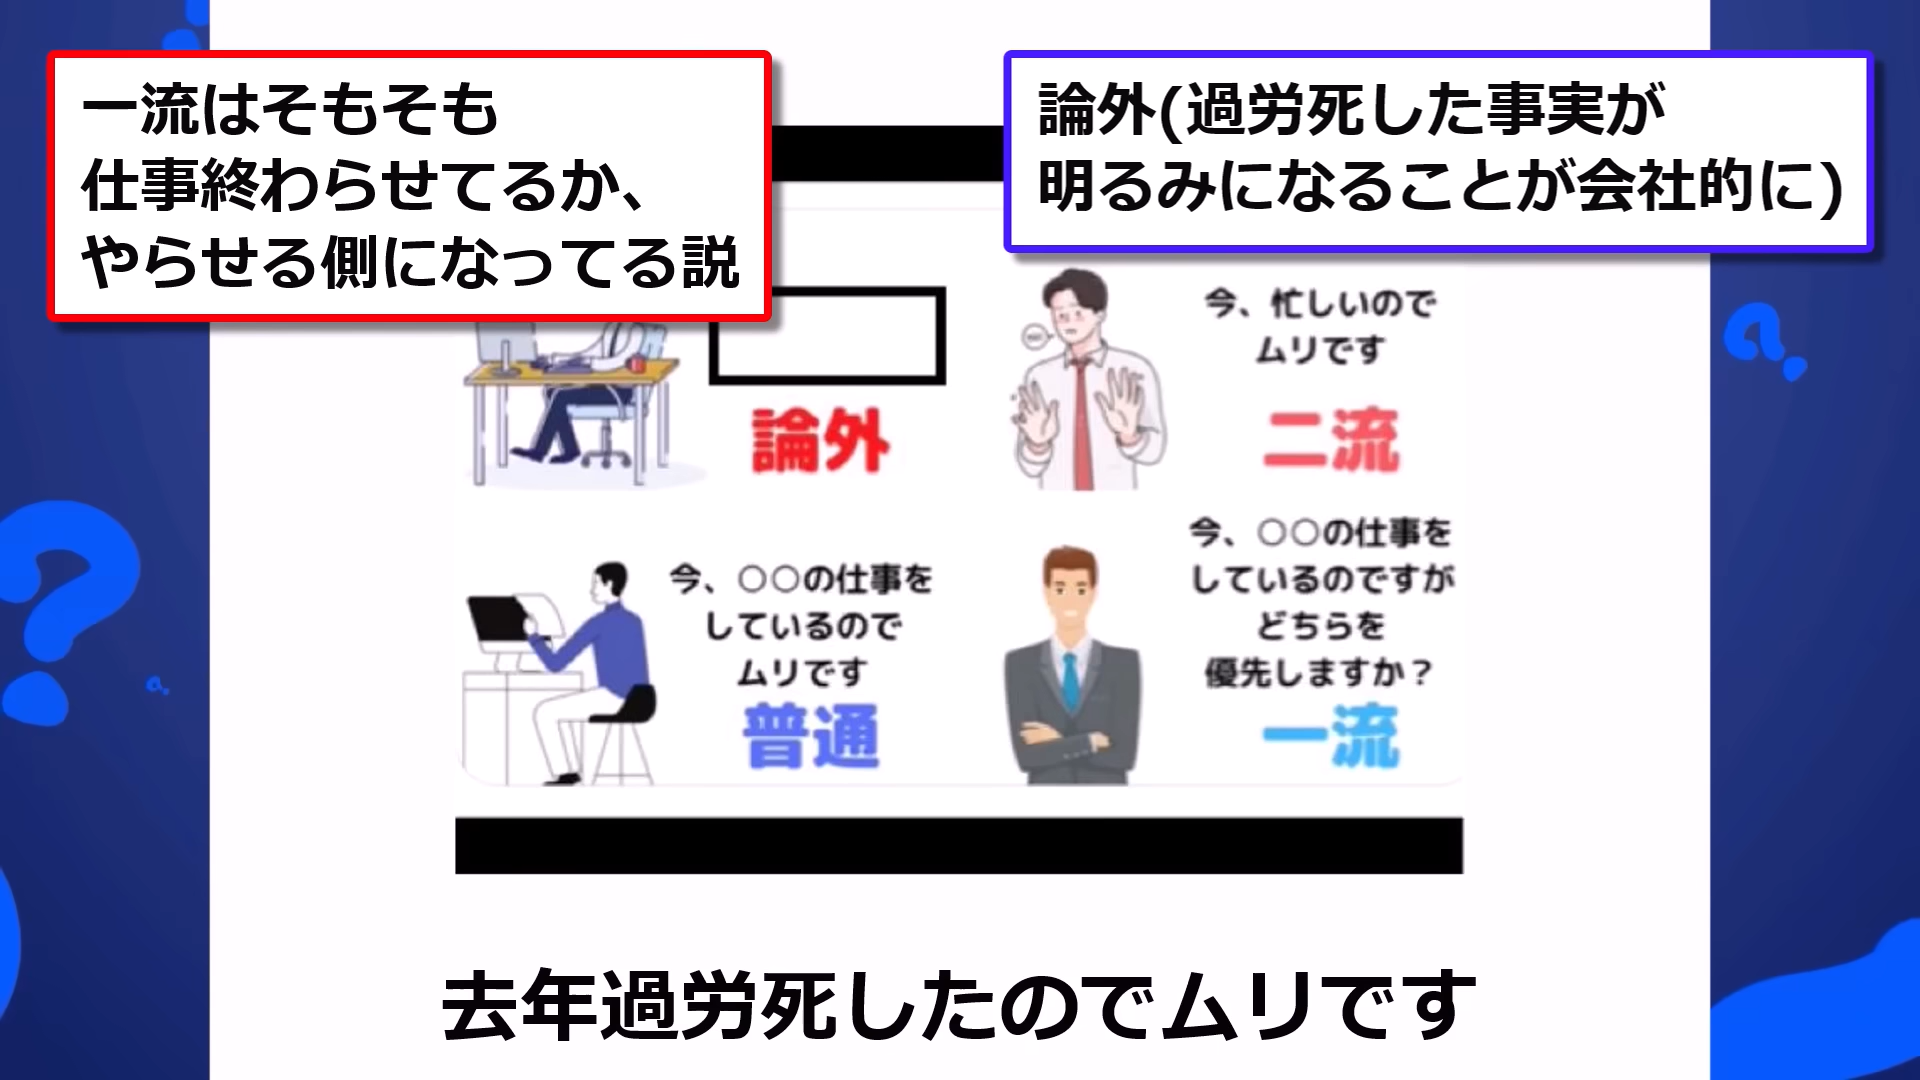 一流はそもそも
仕事終わらせてるか、
やらせる側になってる説
論外(過労死した事実が
明るみになることが会社的に)
論外
今、忙しいので
ムリです
二流
今、〇〇の仕事を
しているので
ムリです
普通
今、〇〇の仕事を
しているのですが
どちらを
優先しますか？
一流
去年過労死したのでムリです